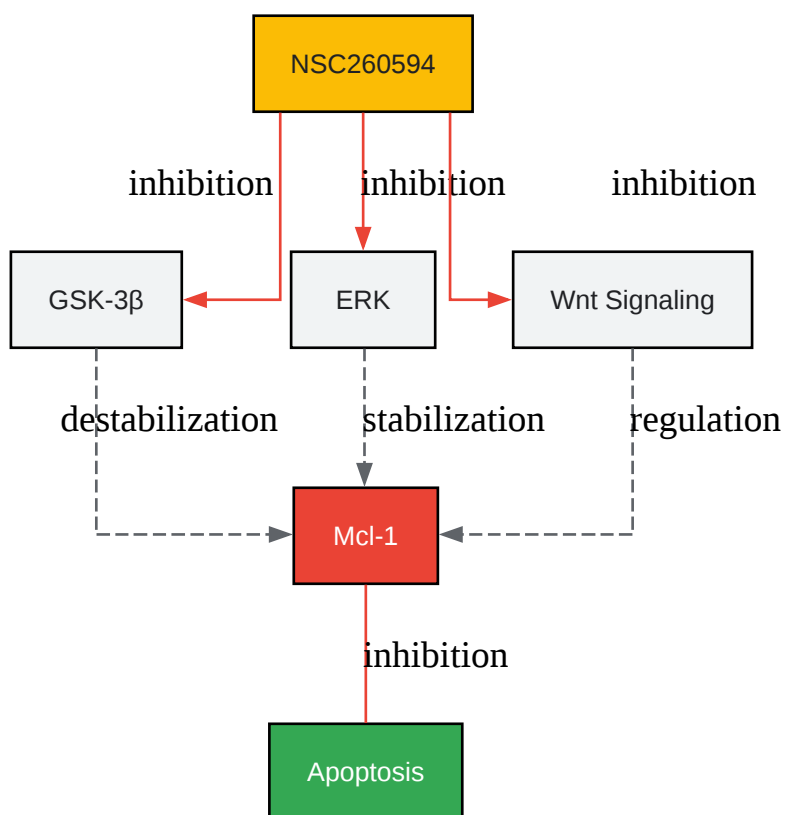 NSC260594
inhibition inhibition inhibition
GSK-3β ERK Wnt Signaling
destabilization stabilization regulation
Mcl-1
inhibition
Apoptosis